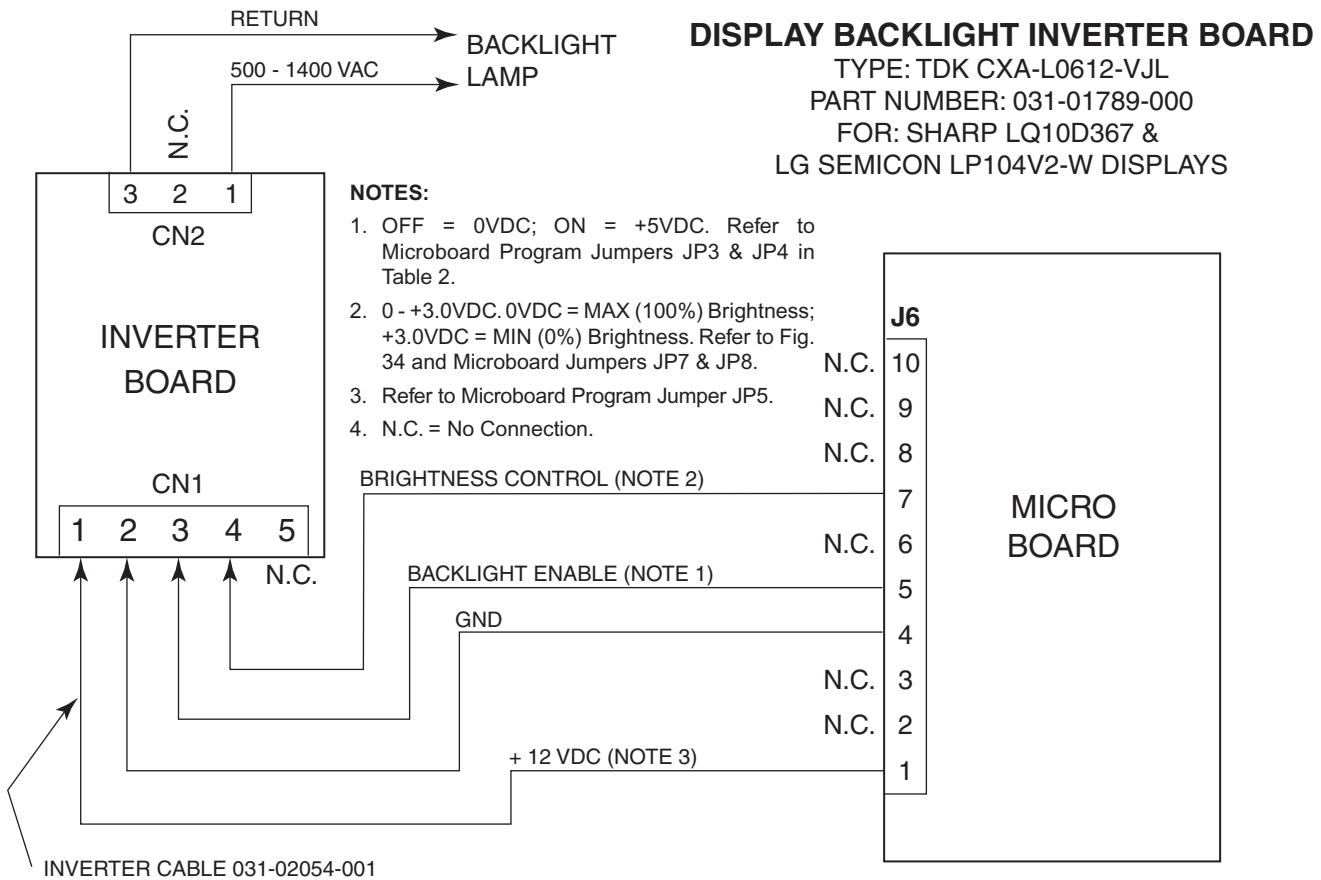 RETURN
BACKLIGHT
LAMP
500 - 1400 VAC
N.C.
3 2 1
CN2
INVERTER
BOARD
CN1
1 2 3 4 5
N.C.
DISPLAY BACKLIGHT INVERTER BOARD
TYPE: TDK CXA-L0612-VJL
PART NUMBER: 031-01789-000
FOR: SHARP LQ10D367 &
LG SEMICON LP104V2-W DISPLAYS
NOTES:
1. OFF = 0VDC; ON = +5VDC. Refer to
Microboard Program Jumpers JP3 & JP4 in
Table 2.
2. 0 - +3.0VDC. 0VDC = MAX (100%) Brightness;
+3.0VDC = MIN (0%) Brightness. Refer to Fig.
34 and Microboard Jumpers JP7 & JP8.
3. Refer to Microboard Program Jumper JP5.
4. N.C. = No Connection.
BRIGHTNESS CONTROL (NOTE 2)
BACKLIGHT ENABLE (NOTE 1)
GND
+ 12 VDC (NOTE 3)
J6
N.C. 10
N.C. 9
N.C. 8
7
N.C. 6
5
4
N.C. 3
N.C. 2
1
MICRO
BOARD
INVERTER CABLE 031-02054-001